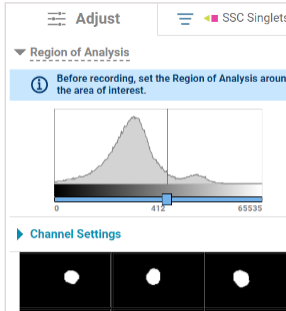 Adjust
SSC Singlets
Region of Analysis
Before recording, set the Region of Analysis aroun
the area of interest.
0 412 65535
Channel Settings